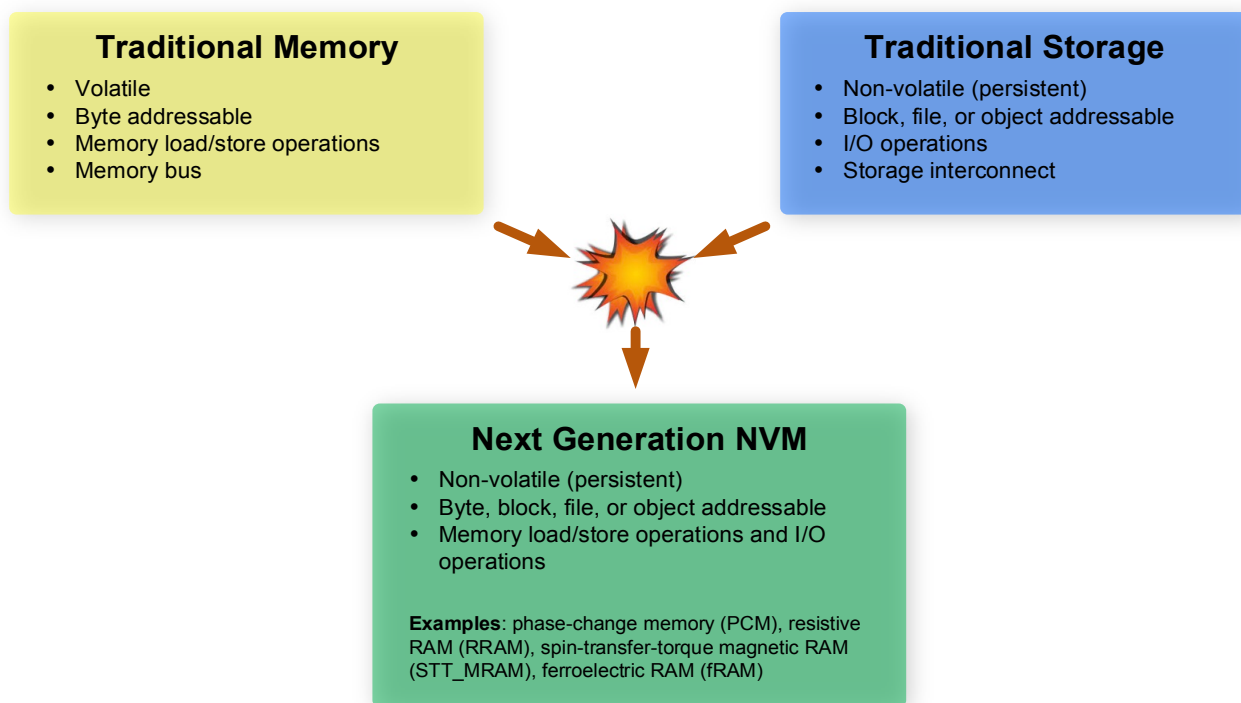 Traditional Memory
• Volatile
• Byte addressable
• Memory load/store operations
• Memory bus
Traditional Storage
• Non-volatile (persistent)
• Block, file, or object addressable
• I/O operations
• Storage interconnect
Next Generation NVM
• Non-volatile (persistent)
• Byte, block, file, or object addressable
• Memory load/store operations and I/O
operations
Examples: phase-change memory (PCM), resistive
RAM (RRAM), spin-transfer-torque magnetic RAM
(STT_MRAM), ferroelectric RAM (fRAM)